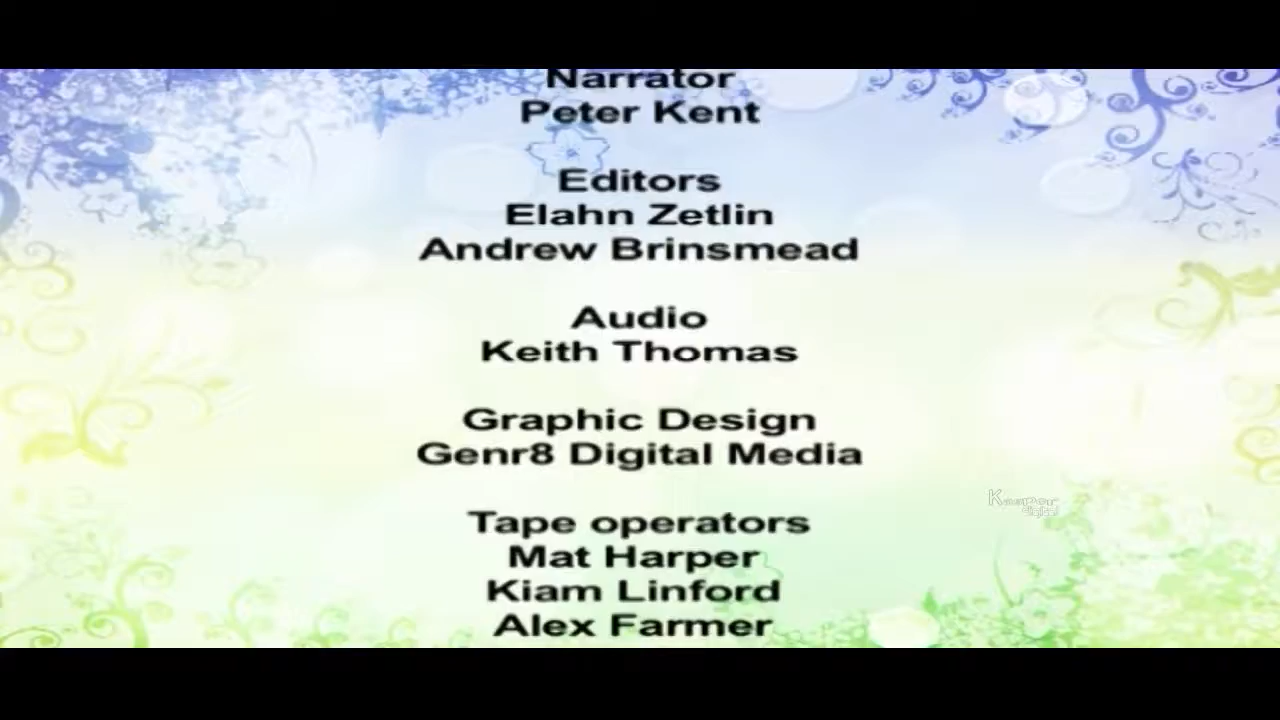 Narrator
Peter Kent
Editors
Elahn Zetlin
Andrew Brinsmead
Audio
Keith Thomas
Graphic Design
Genr8 Digital Media
Tape operators
Mat Harper
Kiam Linford
Alex Farmer
digital